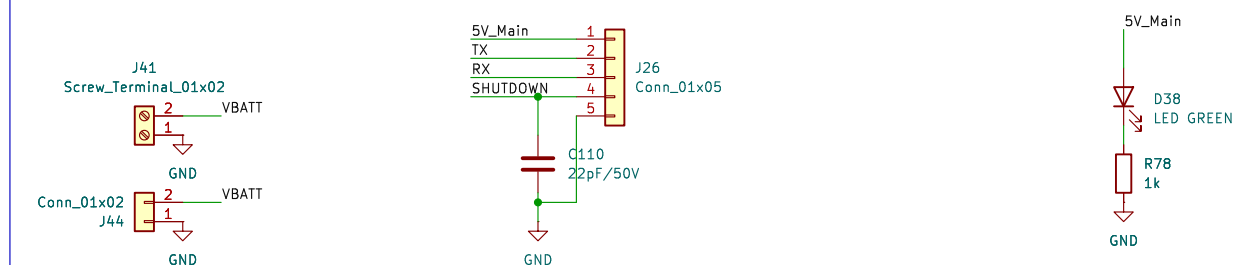 J41
Screw_Terminal_01x02
2
VBATT
1
GND
Conn_01x02
J44
2
VBATT
1
GND
5V_Main
TX
RX
SHUTDOWN
1
2
3
4
5
J26
Conn_01x05
C110
22pF/50V
GND
5V_Main
D38
LED GREEN
R78
1k
GND